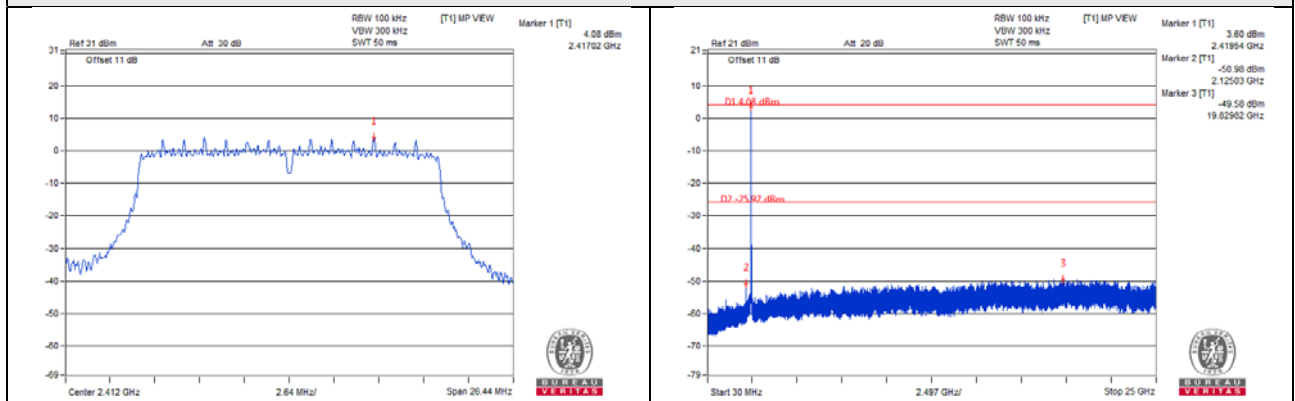 RBW 100 kHz
VBW 300 kHz
SWT 50 ms
[T1] MP VIEW
Marker 1 [T1]
4.08 dBm
2.41702 GHz
Ref 31 dBm
Att 30 dB
Offset 11 dB
31
20
10
0
-10
-20
-30
-40
-50
-60
-69
1
Center 2.412 GHz
2.64 MHz/
Span 26.44 MHz
BUREAU
VERITAS
RBW 100 kHz
VBW 300 kHz
SWT 50 ms
[T1] MP VIEW
Marker 1 [T1]
3.60 dBm
2.41954 GHz
Marker 2 [T1]
-50.98 dBm
2.12503 GHz
Marker 3 [T1]
-49.58 dBm
19.82982 GHz
Ref 21 dBm
Att 20 dB
Offset 11 dB
21
10
0
-10
-20
-30
-40
-50
-60
-70
-79
1
D1 4.08 dBm
D2 -25.92 dBm
2
3
Start 30 MHz
2.497 GHz/
Stop 25 GHz
BUREAU
VERITAS